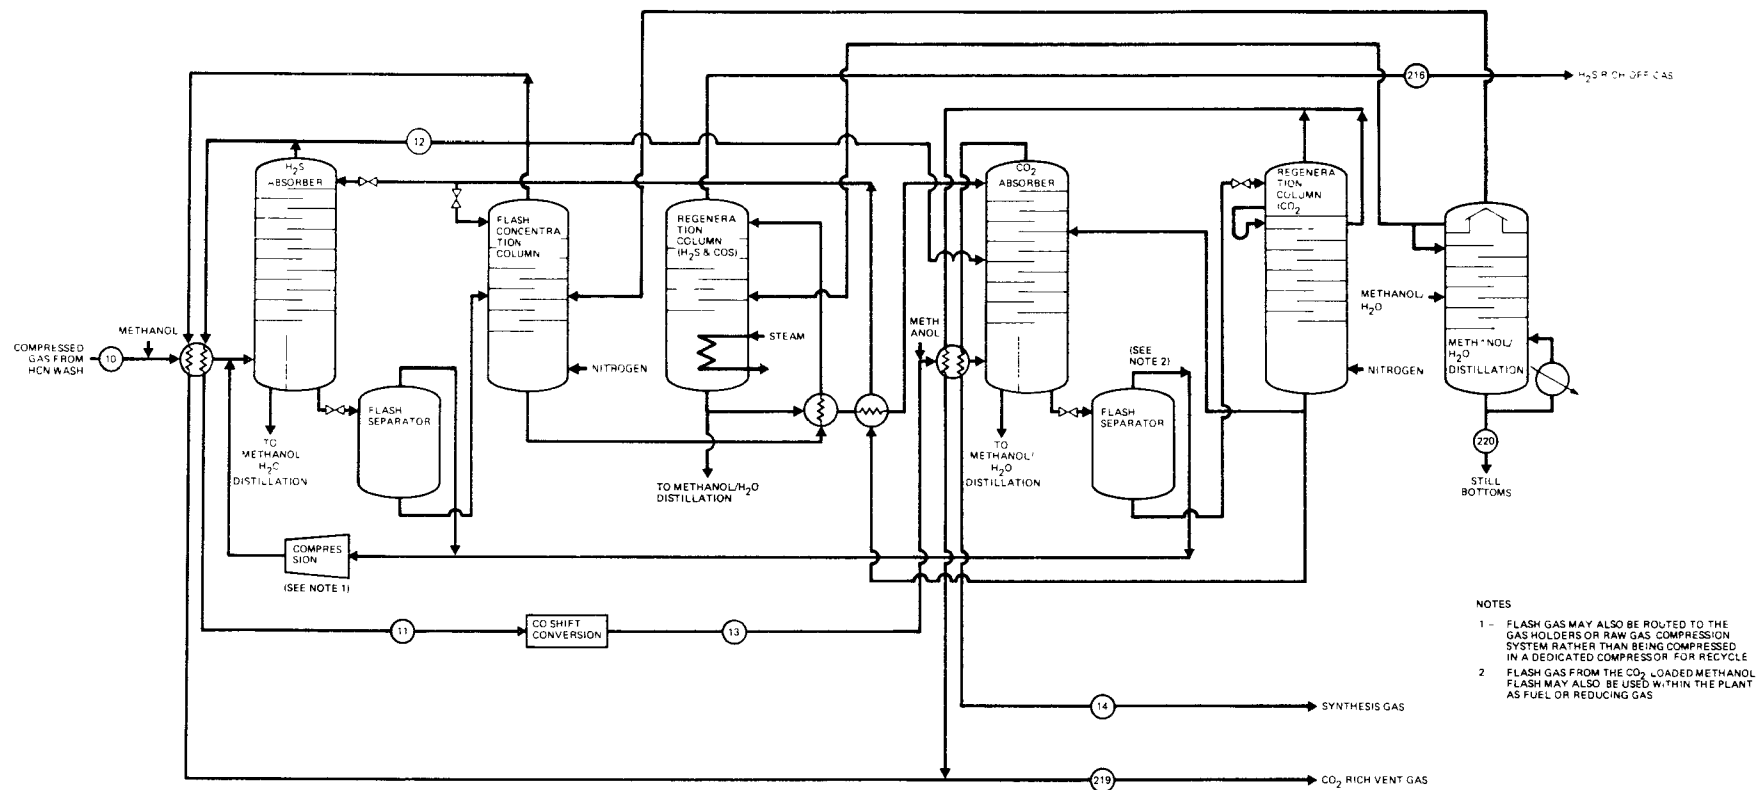 216
H2S RICH OFF GAS
12
H2S
ABSORBER
CO2
ABSORBER
REGENERA
TION
COLUMN
(CO2
FLASH
CONCENTRA
TION
COLUMN
REGENERA
TION
COLUMN
(H2S & COS)
METHANOL/
H2O
METHANOL
COMPRESSED
GAS FROM
HCN WASH
10
STEAM
METH
ANOL
(SEE
NOTE 2)
METHANOL/
H2O
DISTILLATION
NITROGEN
NITROGEN
FLASH
SEPARATOR
FLASH
SEPARATOR
TO
METHANOL
H2O
DISTILLATION
TO METHANOL/H2O
DISTILLATION
TO
METHANOL/
H2O
DISTILLATION
220
STILL
BOTTOMS
COMPRES
SION
(SEE NOTE 1)
11
CO SHIFT
CONVERSION
13
NOTES
1 – FLASH GAS MAY ALSO BE ROUTED TO THE
GAS HOLDERS OR RAW GAS COMPRESSION
SYSTEM RATHER THAN BEING COMPRESSED
IN A DEDICATED COMPRESSOR FOR RECYCLE
2 FLASH GAS FROM THE CO2 LOADED METHANOL
FLASH MAY ALSO BE USED WITHIN THE PLANT
AS FUEL OR REDUCING GAS
14
SYNTHESIS GAS
219
CO2 RICH VENT GAS